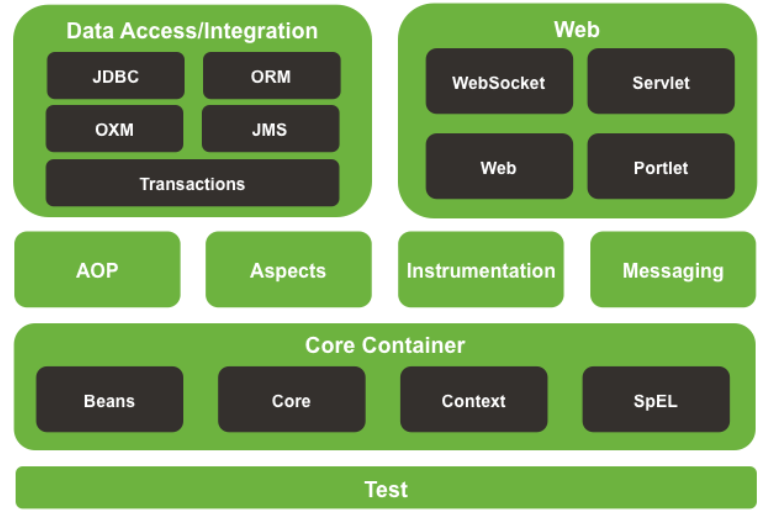 Data Access/Integration
JDBC
ORM
OXM
JMS
Transactions
Web
WebSocket
Servlet
Web
Portlet
AOP
Aspects
Instrumentation
Messaging
Core Container
Beans
Core
Context
SpEL
Test